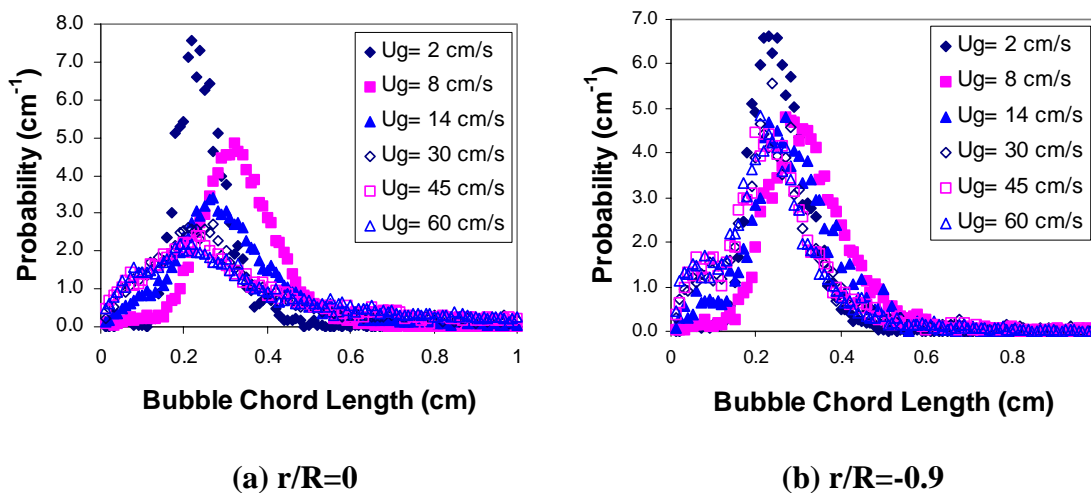 8.0
7.0
6.0
5.0
4.0
3.0
2.0
1.0
0.0
Probability (cm-1)
0
0.2
0.4
0.6
0.8
1
Bubble Chord Length (cm)
Ug= 2 cm/s
Ug= 8 cm/s
Ug= 14 cm/s
Ug= 30 cm/s
Ug= 45 cm/s
Ug= 60 cm/s
(a) r/R=0
7.0
6.0
5.0
4.0
3.0
2.0
1.0
0.0
Probability (cm-1)
0
0.2
0.4
0.6
0.8
Bubble Chord Length (cm)
Ug= 2 cm/s
Ug= 8 cm/s
Ug= 14 cm/s
Ug= 30 cm/s
Ug= 45 cm/s
Ug= 60 cm/s
(b) r/R=-0.9